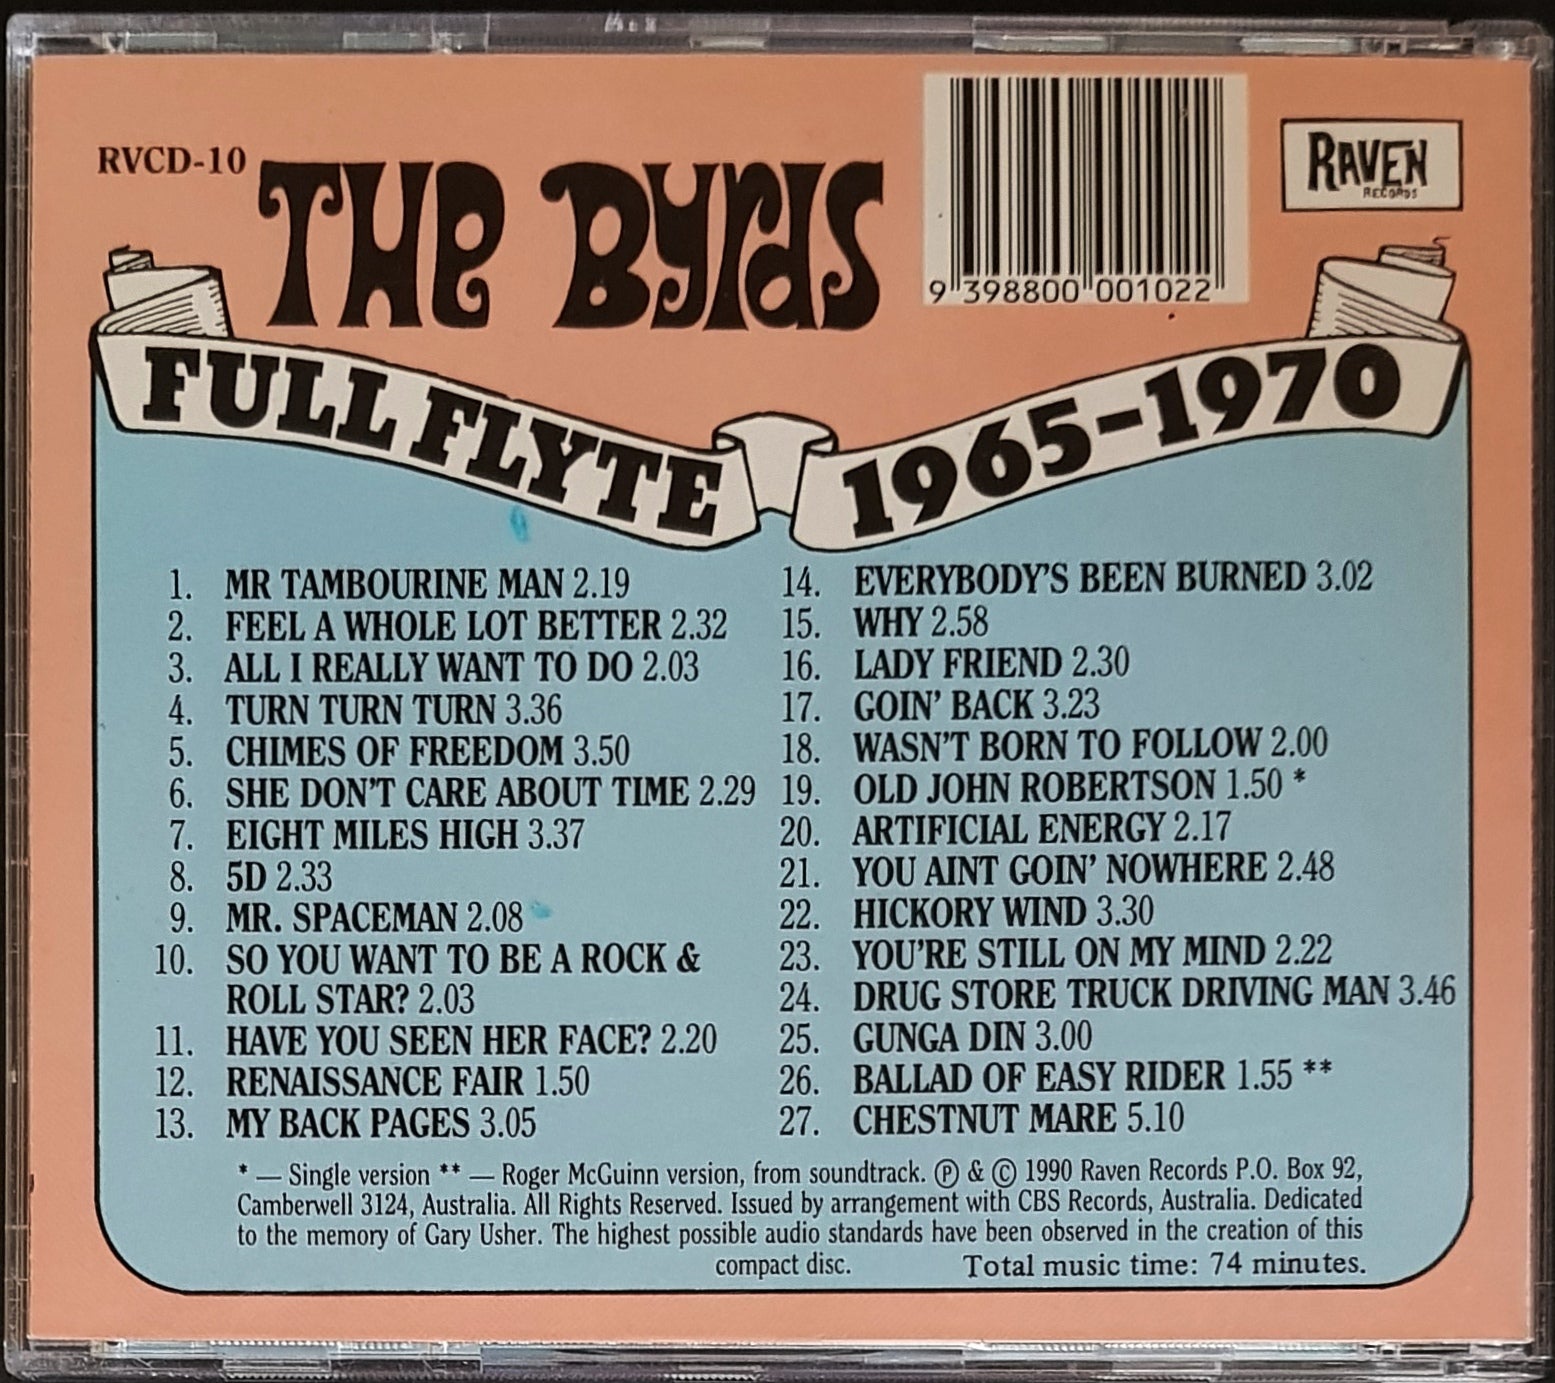 RVCD-10
THE BYRDS
9 398800 001022
RAVEN
RECORDS
FULL FLYTE 1965-1970
1. MR TAMBOURINE MAN 2.19
2. FEEL A WHOLE LOT BETTER 2.32
3. ALL I REALLY WANT TO DO 2.03
4. TURN TURN TURN 3.36
5. CHIMES OF FREEDOM 3.50
6. SHE DON'T CARE ABOUT TIME 2.29
7. EIGHT MILES HIGH 3.37
8. 5D 2.33
9. MR. SPACEMAN 2.08
10. SO YOU WANT TO BE A ROCK &
ROLL STAR? 2.03
11. HAVE YOU SEEN HER FACE? 2.20
12. RENAISSANCE FAIR 1.50
13. MY BACK PAGES 3.05
14. EVERYBODY'S BEEN BURNED 3.02
15. WHY 2.58
16. LADY FRIEND 2.30
17. GOIN' BACK 3.23
18. WASN'T BORN TO FOLLOW 2.00
19. OLD JOHN ROBERTSON 1.50 *
20. ARTIFICIAL ENERGY 2.17
21. YOU AINT GOIN' NOWHERE 2.48
22. HICKORY WIND 3.30
23. YOU'RE STILL ON MY MIND 2.22
24. DRUG STORE TRUCK DRIVING MAN 3.46
25. GUNGA DIN 3.00
26. BALLAD OF EASY RIDER 1.55 **
27. CHESTNUT MARE 5.10
* — Single version ** — Roger McGuinn version, from soundtrack. ℗ & © 1990 Raven Records P.O. Box 92,
Camberwell 3124, Australia. All Rights Reserved. Issued by arrangement with CBS Records, Australia. Dedicated
to the memory of Gary Usher. The highest possible audio standards have been observed in the creation of this
compact disc. Total music time: 74 minutes.